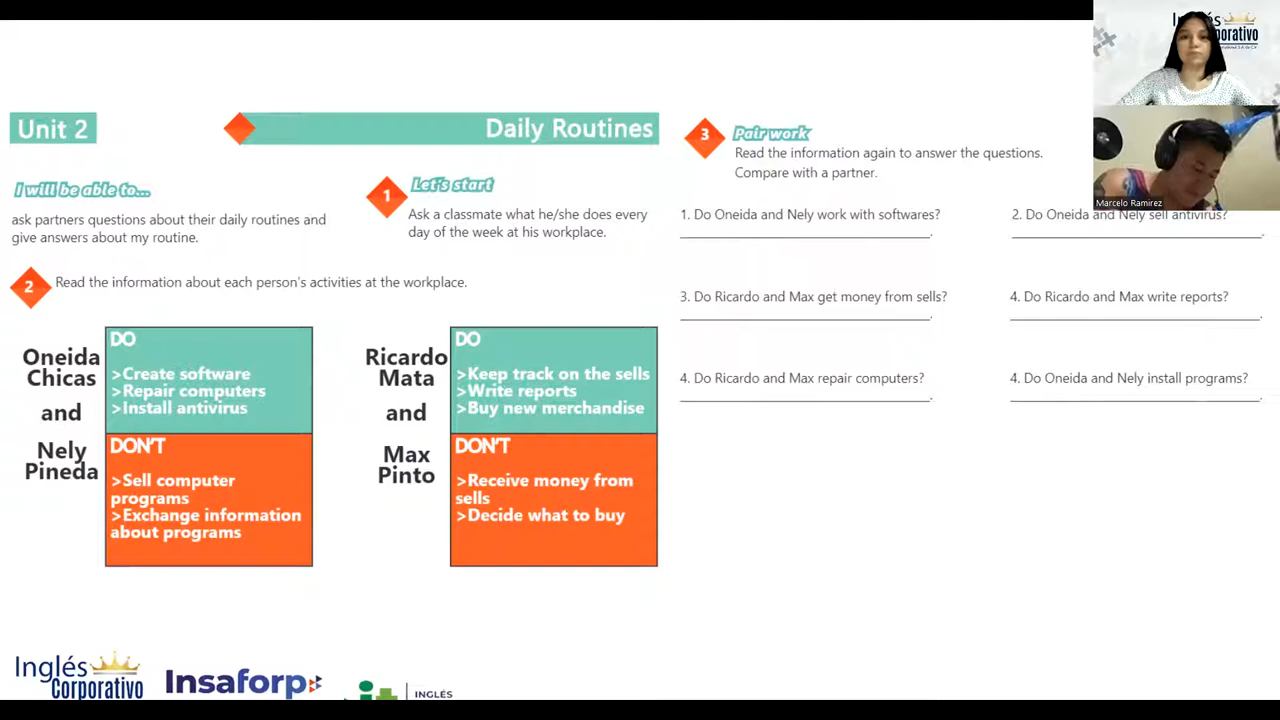 Unit 2
Daily Routines
I will be able to...
ask partners questions about their daily routines and
give answers about my routine.
1
Let's start
Ask a classmate what he/she does every
day of the week at his workplace.
2
Read the information about each person's activities at the workplace.
Oneida
Chicas
and
Nely
Pineda
DO
>Create software
>Repair computers
>Install antivirus
DON'T
>Sell computer
programs
>Exchange information
about programs
Ricardo
Mata
and
Max
Pinto
DO
>Keep track on the sells
>Write reports
>Buy new merchandise
DON'T
>Receive money from
sells
>Decide what to buy
3
Pair work
Read the information again to answer the questions.
Compare with a partner.
1. Do Oneida and Nely work with softwares?
2. Do Oneida and Nely sell antivirus?
3. Do Ricardo and Max get money from sells?
4. Do Ricardo and Max write reports?
4. Do Ricardo and Max repair computers?
4. Do Oneida and Nely install programs?
Inglés
Corporativo
Insaforp
INGLÉS
Marcelo Ramirez